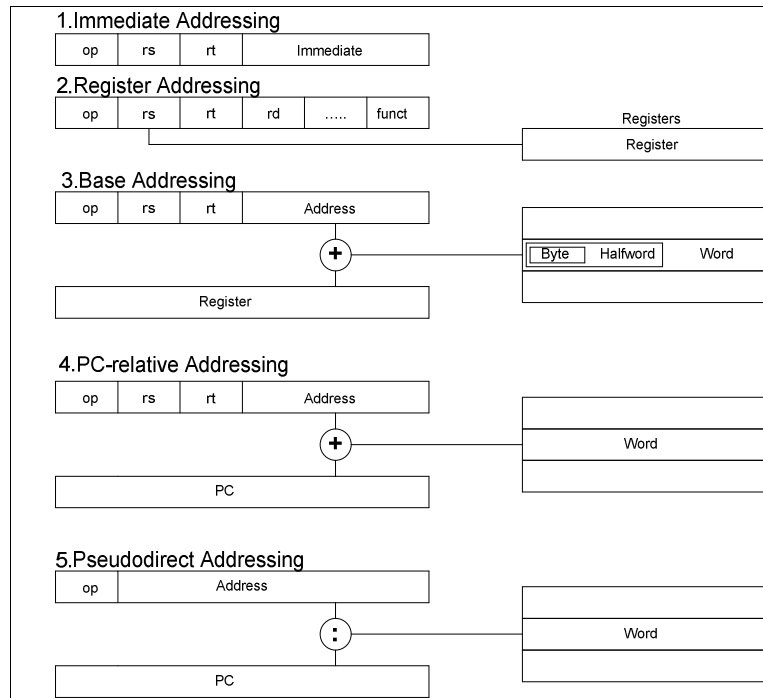 1.Immediate Addressing
op rs rt Immediate
2.Register Addressing
op rs rt rd ..... funct
Registers
Register
3.Base Addressing
op rs rt Address
+
Byte Halfword Word
Register
4.PC-relative Addressing
op rs rt Address
+
Word
PC
5.Pseudodirect Addressing
op Address
:
Word
PC